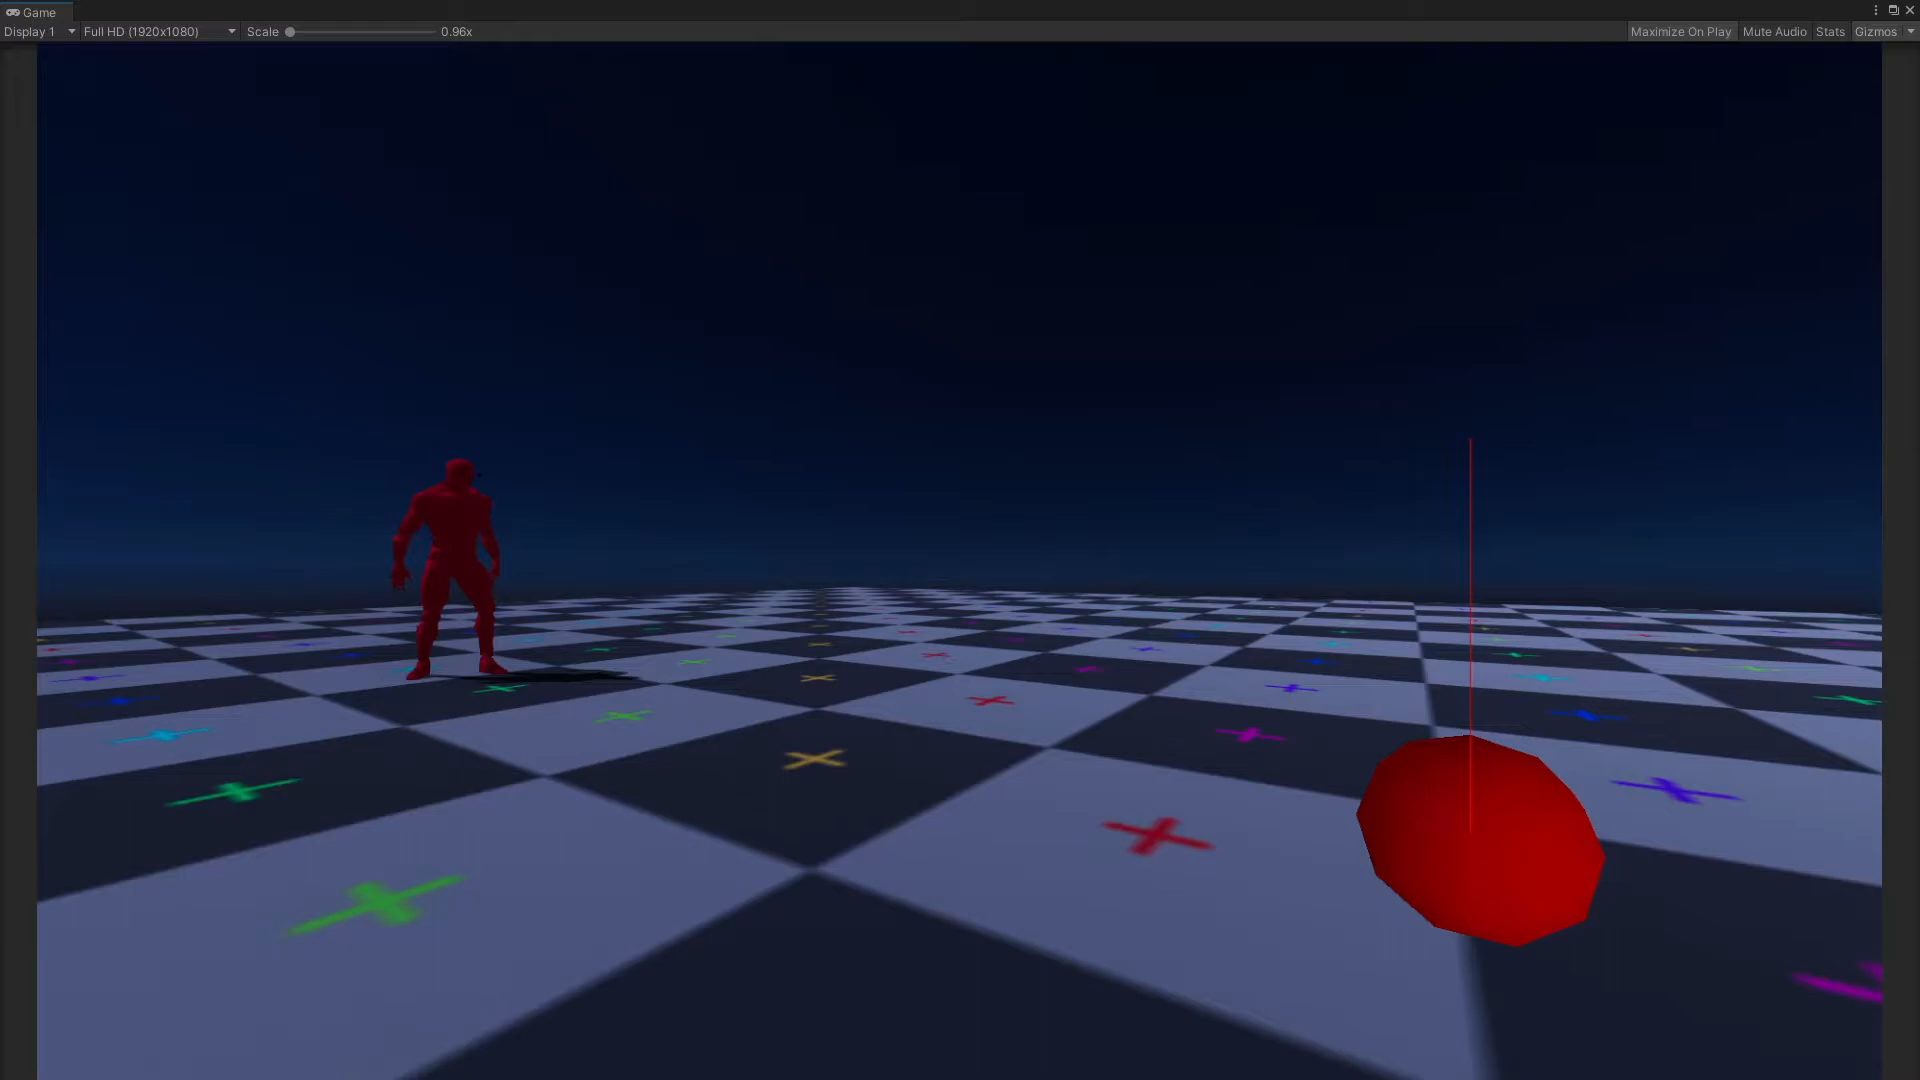 Game
Display 1 Full HD (1920x1080) Scale 0.96x Maximize On Play Mute Audio Stats Gizmos